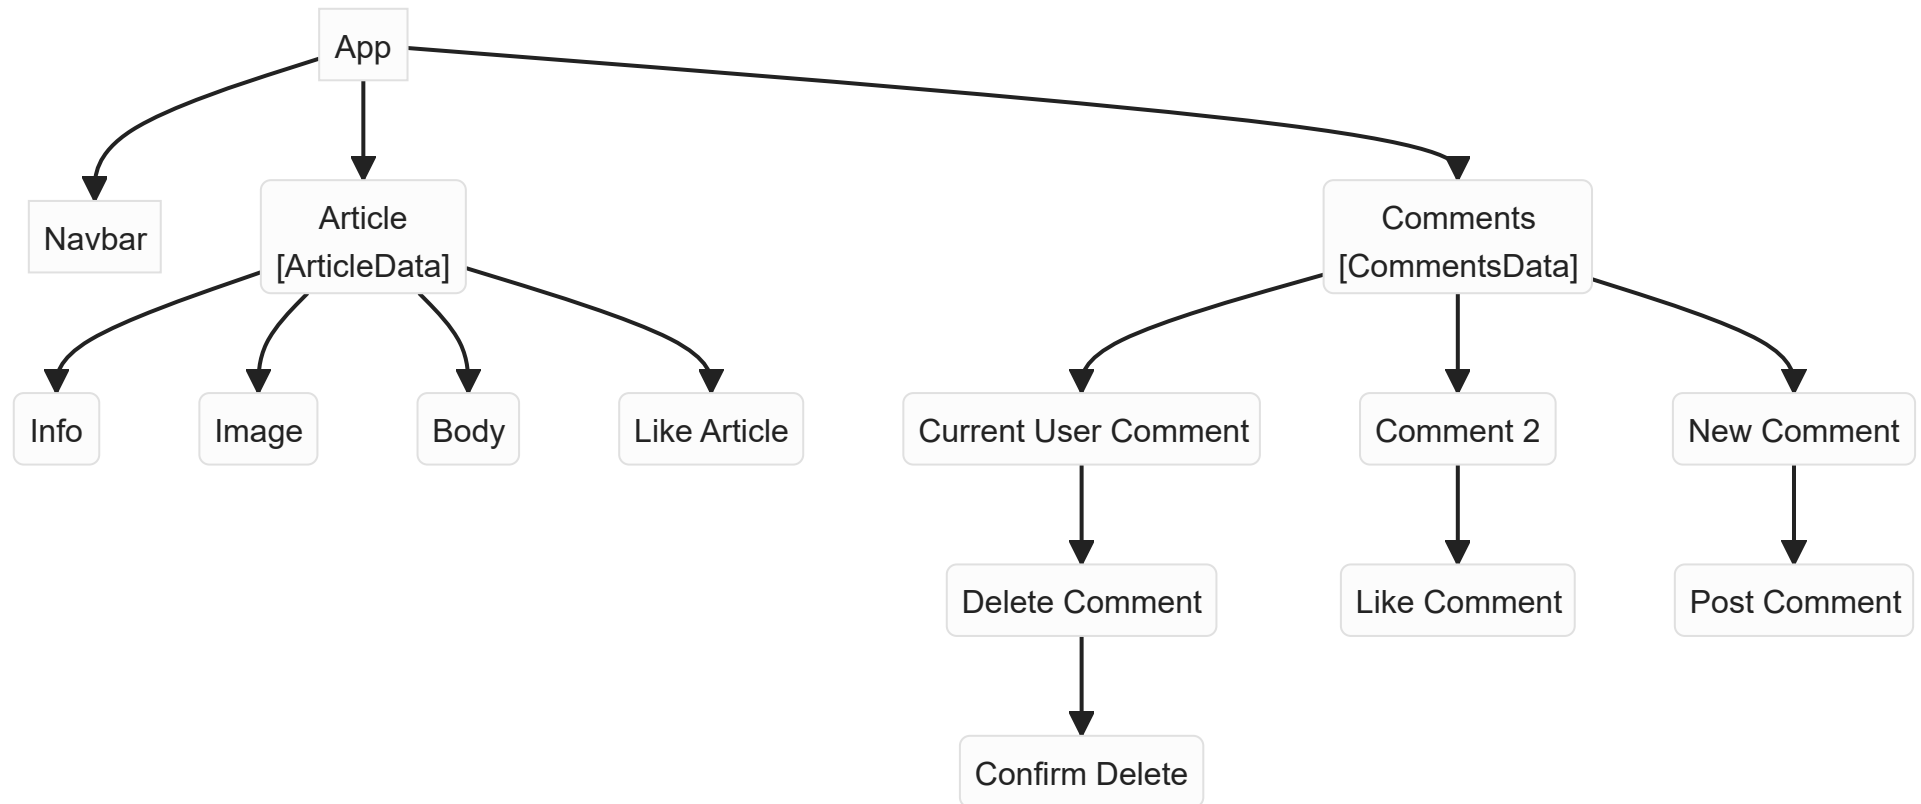 App
Navbar
Article
[ArticleData]
Comments
[CommentsData]
Info
Image
Body
Like Article
Current User Comment
Comment 2
New Comment
Delete Comment
Like Comment
Post Comment
Confirm Delete